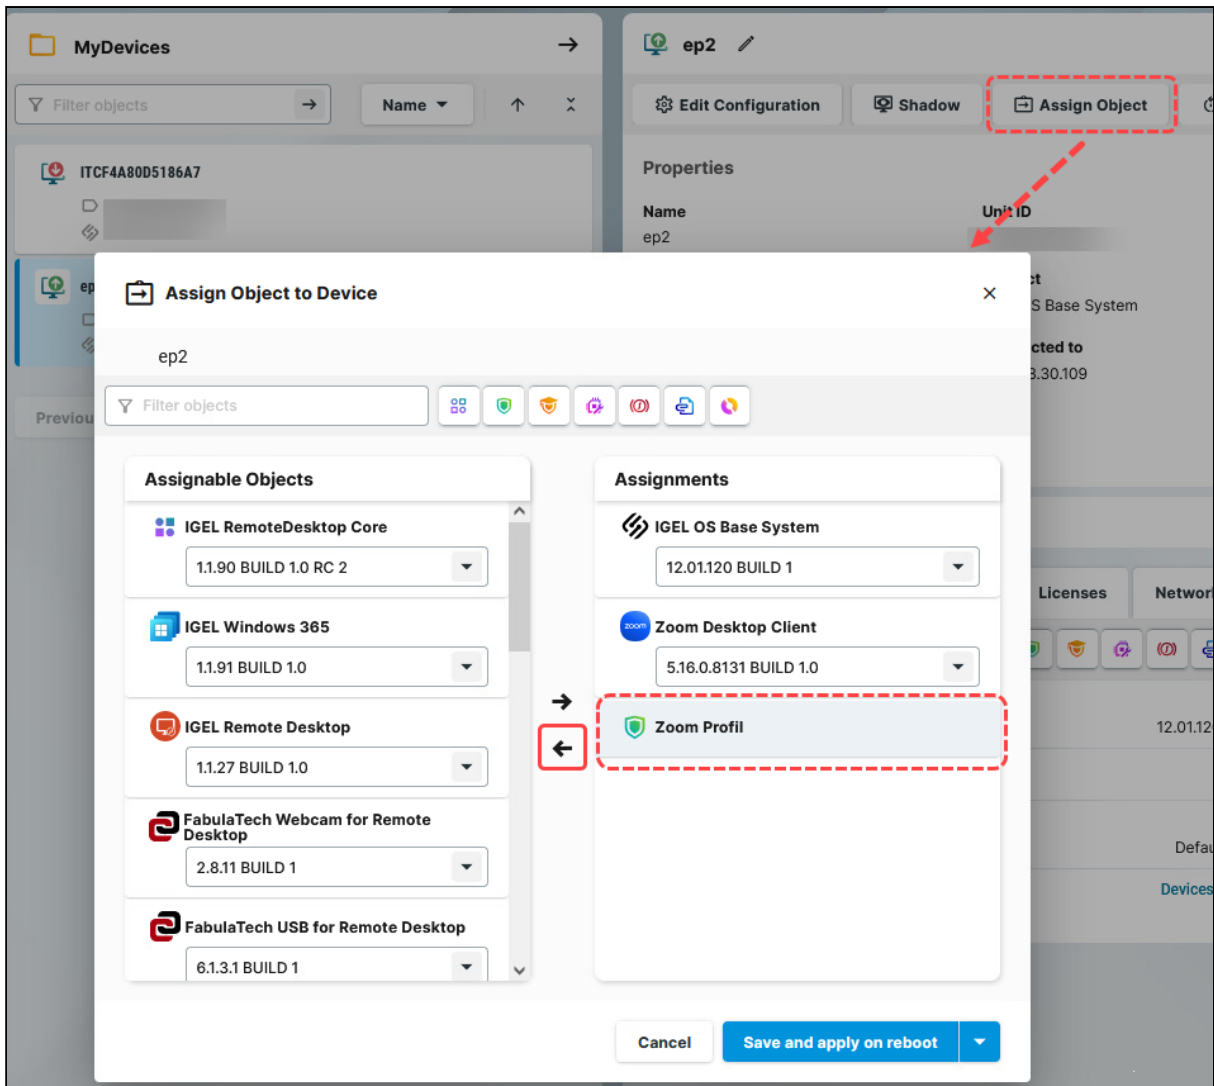 MyDevices
Filter objects
Name
ITCF4A80D5186A7
ep
Previou
ep2
Edit Configuration
Shadow
Assign Object
Properties
Name
Unit ID
ep2
ct
S Base System
cted to
3.30.109
Licenses
Networ
12.01.12
Defau
Devices
Assign Object to Device
ep2
Filter objects
Assignable Objects
IGEL RemoteDesktop Core
1.1.90 BUILD 1.0 RC 2
IGEL Windows 365
1.1.91 BUILD 1.0
IGEL Remote Desktop
1.1.27 BUILD 1.0
FabulaTech Webcam for Remote
Desktop
2.8.11 BUILD 1
FabulaTech USB for Remote Desktop
6.1.3.1 BUILD 1
Assignments
IGEL OS Base System
12.01.120 BUILD 1
zoom
Zoom Desktop Client
5.16.0.8131 BUILD 1.0
Zoom Profil
Cancel
Save and apply on reboot